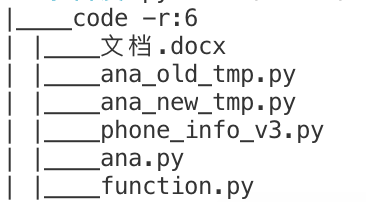 |____code -r:6
| |____文档.docx
| |____ana_old_tmp.py
| |____ana_new_tmp.py
| |____phone_info_v3.py
| |____ana.py
| |____function.py